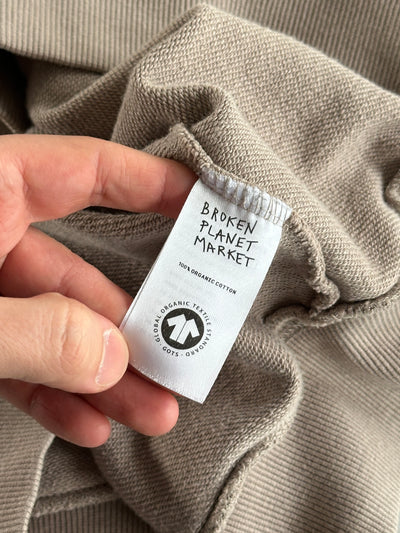 BROKEN
PLANET
MARKET
100% ORGANIC COTTON
GLOBAL ORGANIC TEXTILE STANDARD
· GOTS ·